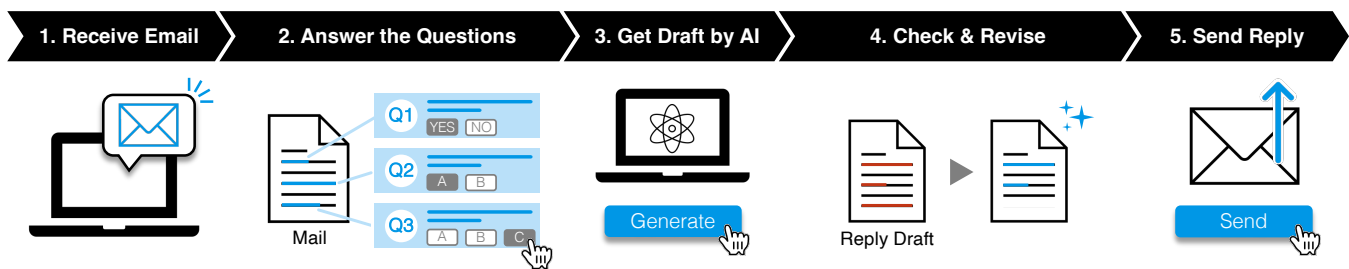 1. Receive Email
2. Answer the Questions
3. Get Draft by AI
4. Check & Revise
5. Send Reply
Q1
YES NO
Q2
A B
Q3
A B C
Mail
Generate
Reply Draft
Send